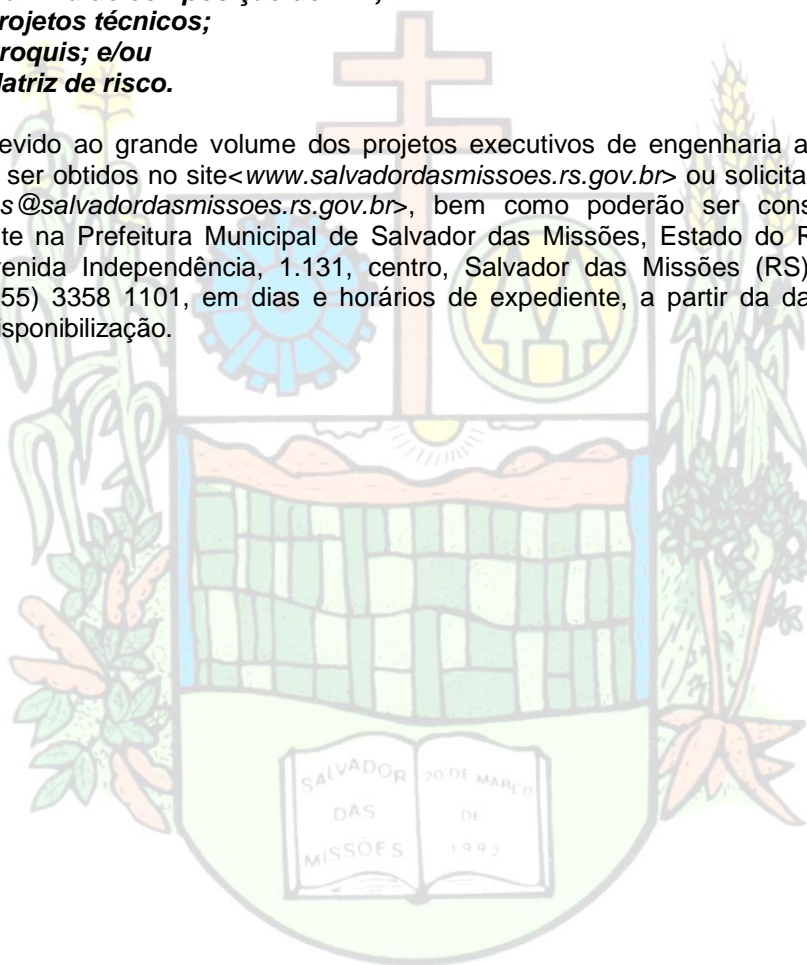 rojetos técnicos;
roquis; e/ou
latriz de risco.
evido ao grande volume dos projetos executivos de engenharia a
ser obtidos no site<www.salvadordasmissoes.rs.gov.br> ou solicita
s@salvadordasmissoes.rs.gov.br>, bem como poderão ser cons
te na Prefeitura Municipal de Salvador das Missões, Estado do R
venida Independência, 1.131, centro, Salvador das Missões (RS)
55) 3358 1101, em dias e horários de expediente, a partir da da
isponibilização.
SALVADOR
DAS
MISSÕES
20 DE MARÇO
DE
1992